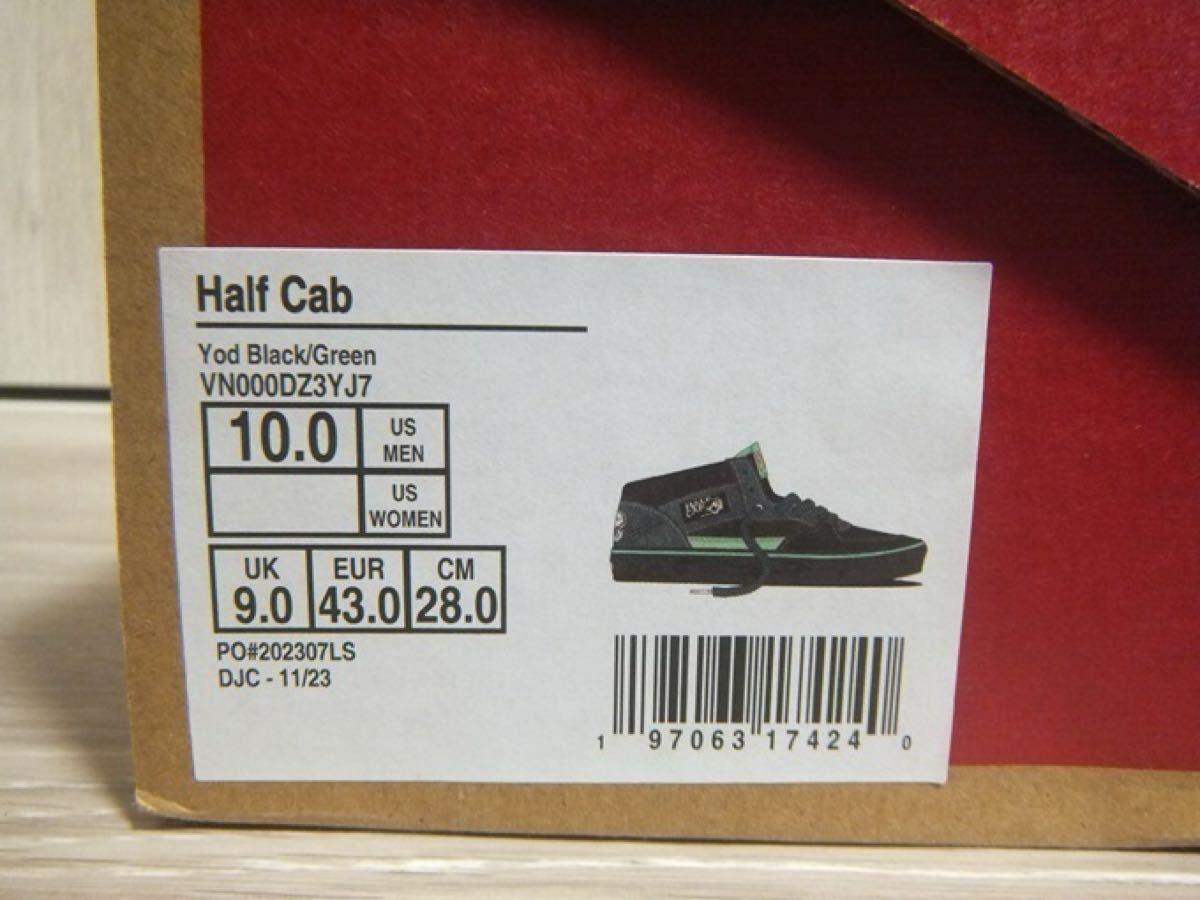 Half Cab
Yod Black/Green
VN000DZ3YJ7
10.0 US MEN
US WOMEN
UK EUR CM
9.0 43.0 28.0
PO#202307LS
DJC - 11/23
1 97063 17424 0